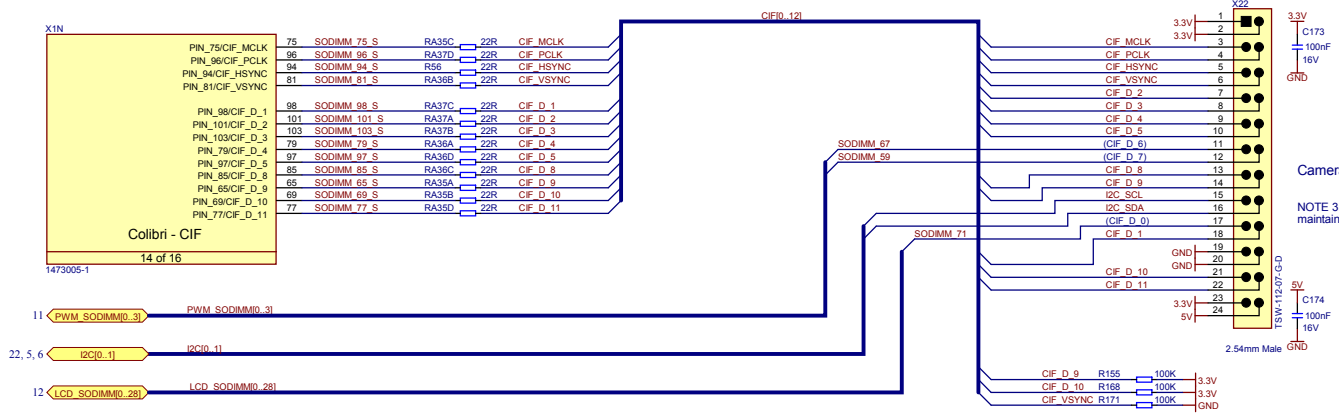 X1N
PIN_75/CIF_MCLK 75 SODIMM_75_S RA35C 22R CIF_MCLK
PIN_96/CIF_PCLK 96 SODIMM_96_S RA37D 22R CIF_PCLK
PIN_94/CIF_HSYNC 94 SODIMM_94_S R56 22R CIF_HSYNC
PIN_81/CIF_VSYNC 81 SODIMM_81_S RA36B 22R CIF_VSYNC
PIN_98/CIF_D_1 98 SODIMM_98_S RA37C 22R CIF_D_1
PIN_101/CIF_D_2 101 SODIMM_101_S RA37A 22R CIF_D_2
PIN_103/CIF_D_3 103 SODIMM_103_S RA37B 22R CIF_D_3
PIN_79/CIF_D_4 79 SODIMM_79_S RA36A 22R CIF_D_4
PIN_97/CIF_D_5 97 SODIMM_97_S RA36D 22R CIF_D_5
PIN_85/CIF_D_8 85 SODIMM_85_S RA36C 22R CIF_D_8
PIN_65/CIF_D_9 65 SODIMM_65_S RA35A 22R CIF_D_9
PIN_69/CIF_D_10 69 SODIMM_69_S RA35B 22R CIF_D_10
PIN_77/CIF_D_11 77 SODIMM_77_S RA35D 22R CIF_D_11
Colibri - CIF
14 of 16
1473005-1
11 PWM_SODIMM[0..3] PWM_SODIMM[0..3]
22, 5, 6 I2C[0..1] I2C[0..1]
12 LCD_SODIMM[0..28] LCD_SODIMM[0..28]
CIF[0..12]
SODIMM_67
SODIMM_59
SODIMM_71
X22
3.3V 1
3.3V 2
CIF_MCLK 3
CIF_PCLK 4
CIF_HSYNC 5
CIF_VSYNC 6
CIF_D_2 7
CIF_D_3 8
CIF_D_4 9
CIF_D_5 10
(CIF_D_6) 11
(CIF_D_7) 12
CIF_D_8 13
CIF_D_9 14
I2C_SCL 15
I2C_SDA 16
(CIF_D_0) 17
CIF_D_1 18
GND 19
GND 20
CIF_D_10 21
CIF_D_11 22
3.3V 23
5V 24
TSW-112-07-G-D
2.54mm Male
3.3V
C173
100nF
16V
GND
Camer
NOTE 3
maintain
5V
C174
100nF
16V
GND
CIF_D_9 R155 100K 3.3V
CIF_D_10 R168 100K 3.3V
CIF_VSYNC R171 100K GND